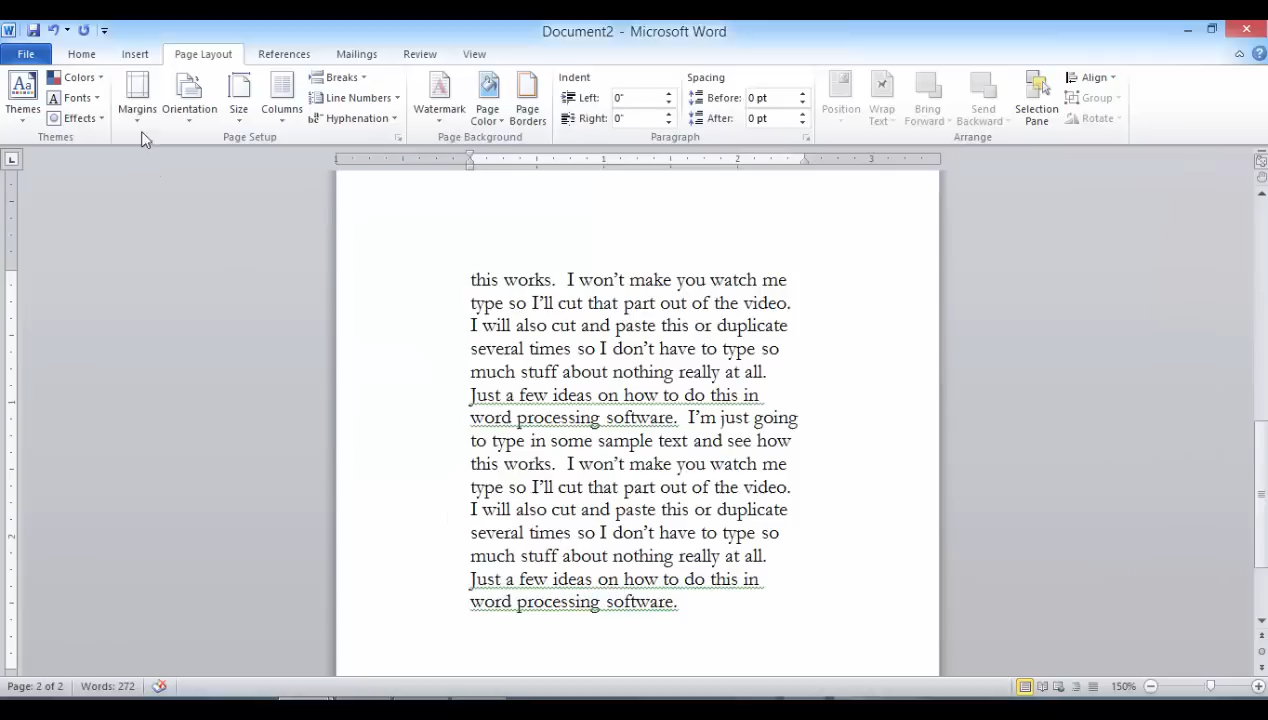 Document2 - Microsoft Word
File Home Insert Page Layout References Mailings Review View
Themes Colors Fonts Effects
Margins Orientation Size Columns Breaks Line Numbers Hyphenation
Watermark Page Color Page Borders
Indent Left: 0" Right: 0"
Spacing Before: 0 pt After: 0 pt
Position Wrap Text Bring Forward Send Backward Selection Pane Align Group Rotate
Themes Page Setup Page Background Paragraph Arrange
1 1 2 3
this works.  I won't make you watch me
type so I'll cut that part out of the video.
I will also cut and paste this or duplicate
several times so I don't have to type so
much stuff about nothing really at all.
Just a few ideas on how to do this in
word processing software.  I'm just going
to type in some sample text and see how
this works.  I won't make you watch me
type so I'll cut that part out of the video.
I will also cut and paste this or duplicate
several times so I don't have to type so
much stuff about nothing really at all.
Just a few ideas on how to do this in
word processing software.
1
2
Page: 2 of 2 Words: 272 150%